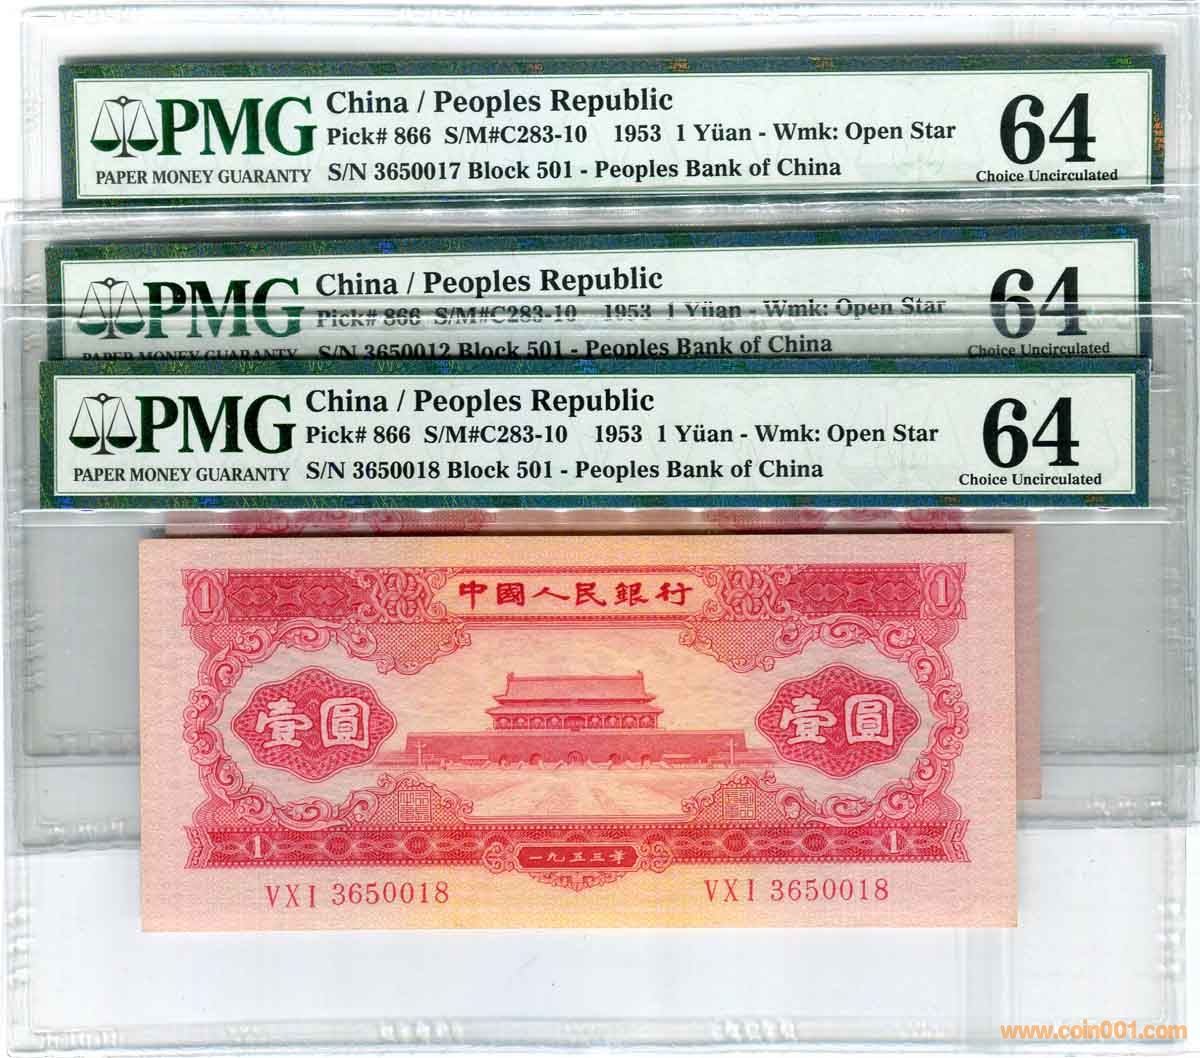 PMG
PAPER MONEY GUARANTY
China / Peoples Republic
Pick# 866 S/M#C283-10 1953 1 Yüan - Wmk: Open Star
S/N 3650017 Block 501 - Peoples Bank of China
64
Choice Uncirculated
PMG
PAPER MONEY GUARANTY
China / Peoples Republic
Pick# 866 S/M#C283-10 1953 1 Yüan - Wmk: Open Star
S/N 3650012 Block 501 - Peoples Bank of China
64
Choice Uncirculated
PMG
PAPER MONEY GUARANTY
China / Peoples Republic
Pick# 866 S/M#C283-10 1953 1 Yüan - Wmk: Open Star
S/N 3650018 Block 501 - Peoples Bank of China
64
Choice Uncirculated
1 中國人民銀行 1
壹圓 壹圓
1 一九五三年 1
VXI 3650018 VXI 3650018
www.coin001.com